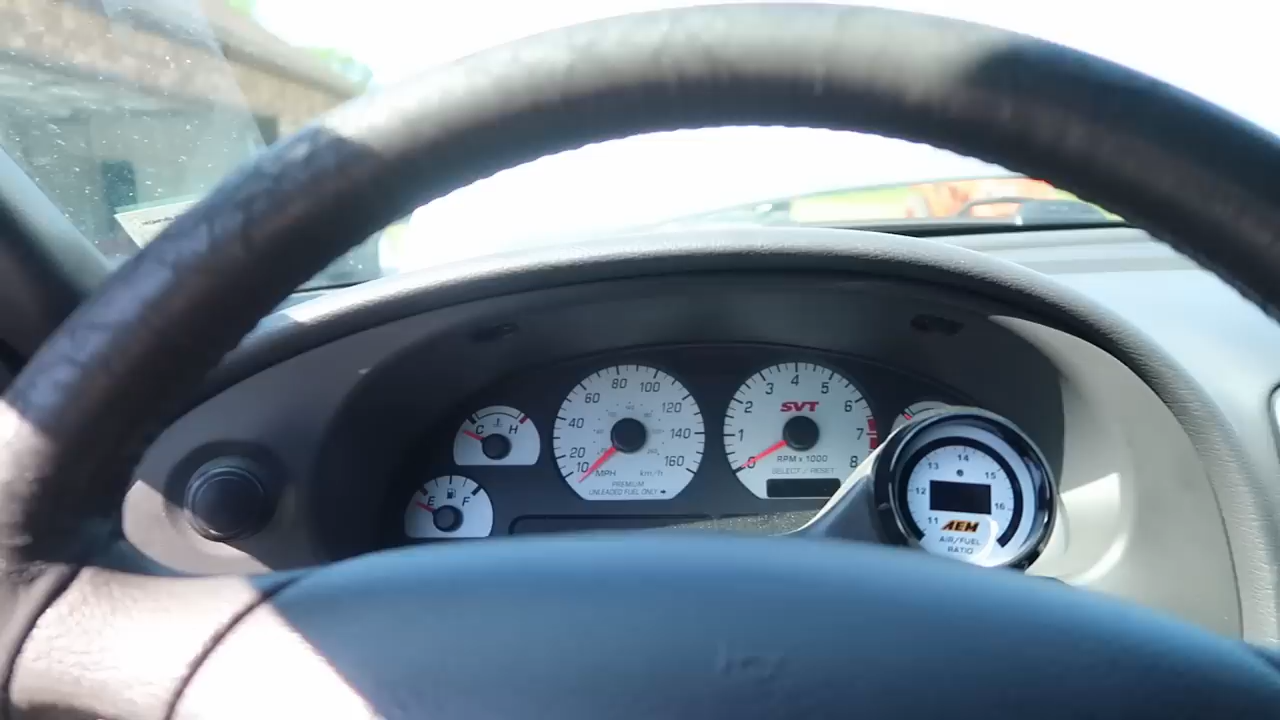 C H
E F
10 20 40 60 80 100 120 140 160
MPH km/h
PREMIUM
UNLEADED FUEL ONLY
0 1 2 3 4 5 6 7 8
SVT
RPM x 1000
SELECT / RESET
11 12 13 14 15 16
AEM
AIR/FUEL
RATIO